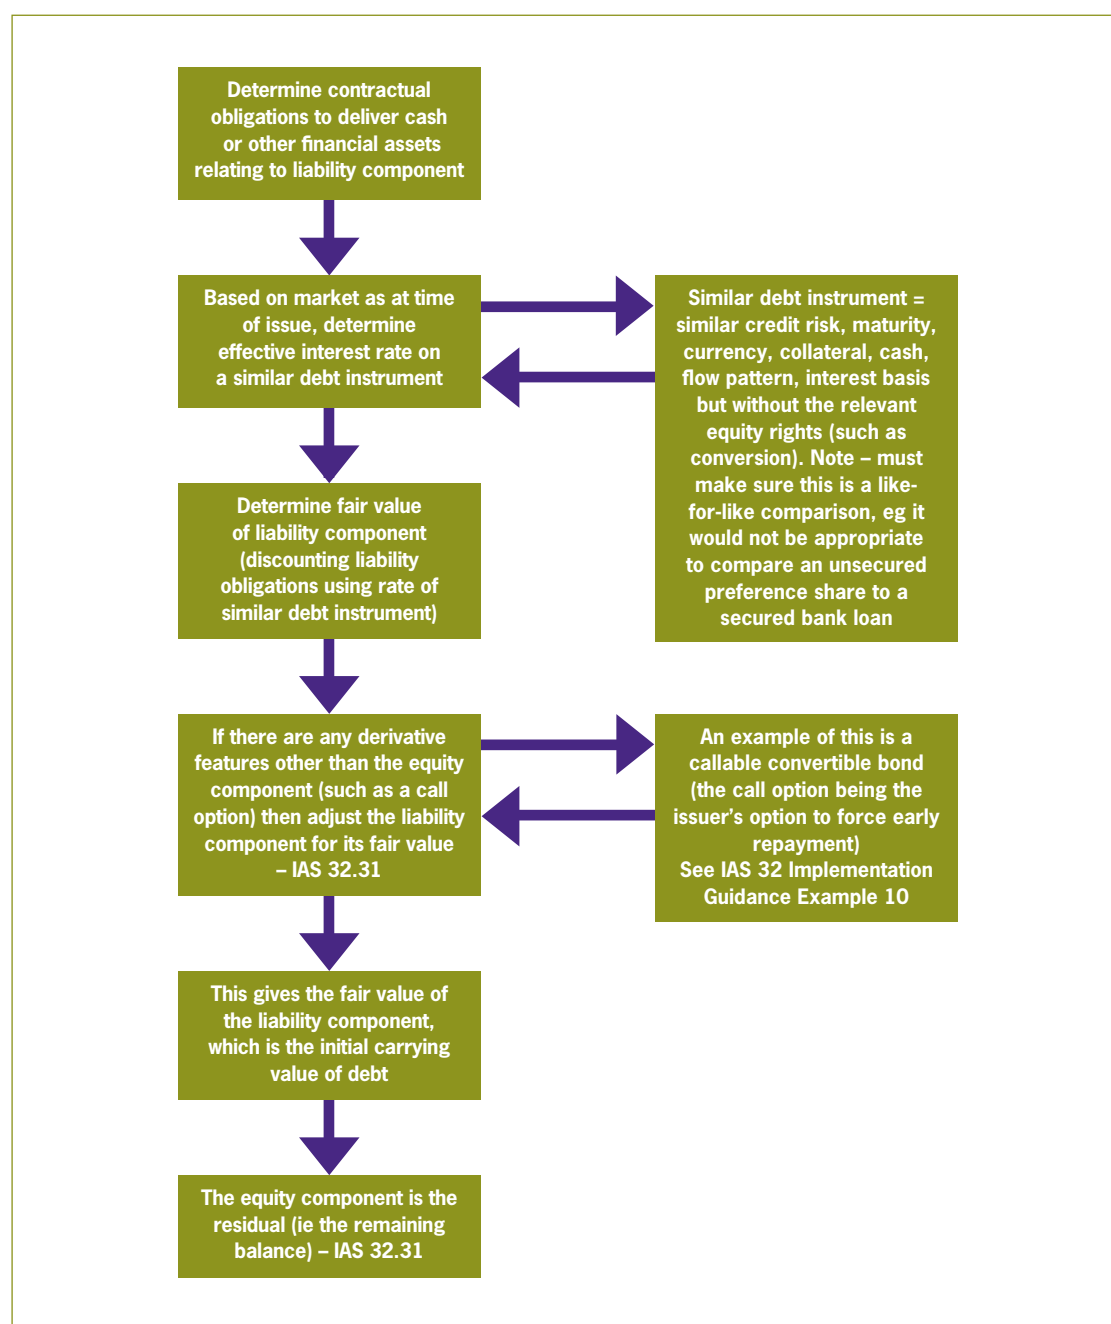 Determine contractual
obligations to deliver cash
or other financial assets
relating to liability component
Based on market as at time
of issue, determine
effective interest rate on
a similar debt instrument
Similar debt instrument =
similar credit risk, maturity,
currency, collateral, cash,
flow pattern, interest basis
but without the relevant
equity rights (such as
conversion). Note – must
make sure this is a like-
for-like comparison, eg it
would not be appropriate
to compare an unsecured
preference share to a
secured bank loan
Determine fair value
of liability component
(discounting liability
obligations using rate of
similar debt instrument)
If there are any derivative
features other than the equity
component (such as a call
option) then adjust the liability
component for its fair value
– IAS 32.31
An example of this is a
callable convertible bond
(the call option being the
issuer's option to force early
repayment)
See IAS 32 Implementation
Guidance Example 10
This gives the fair value of
the liability component,
which is the initial carrying
value of debt
The equity component is the
residual (ie the remaining
balance) – IAS 32.31